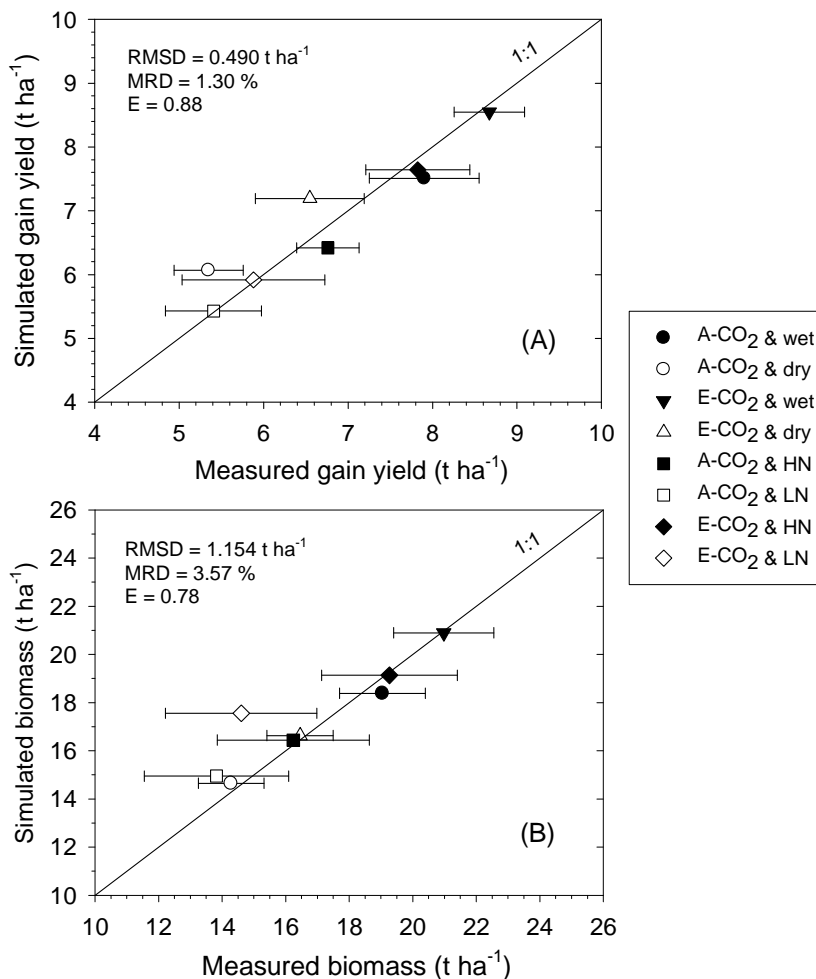 10
9
8
7
6
5
4
RMSD = 0.490 t ha⁻¹
MRD = 1.30 %
E = 0.88
1:1
(A)
Simulated gain yield (t ha⁻¹)
4 5 6 7 8 9 10
Measured gain yield (t ha⁻¹)
A-CO₂ & wet
A-CO₂ & dry
E-CO₂ & wet
E-CO₂ & dry
A-CO₂ & HN
A-CO₂ & LN
E-CO₂ & HN
E-CO₂ & LN
26
24
22
20
18
16
14
12
10
RMSD = 1.154 t ha⁻¹
MRD = 3.57 %
E = 0.78
1:1
(B)
Simulated biomass (t ha⁻¹)
10 12 14 16 18 20 22 24 26
Measured biomass (t ha⁻¹)